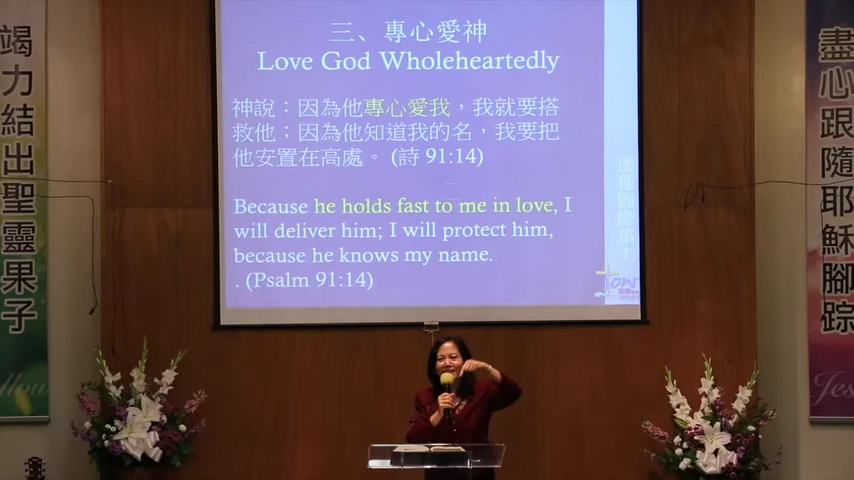 三、專心愛神
Love God Wholeheartedly
神說：因為他專心愛我，我就要搭
救他；因為他知道我的名，我要把
他安置在高處。 (詩 91:14)
Because he holds fast to me in love, I
will deliver him; I will protect him,
because he knows my name.
. (Psalm 91:14)
竭力結出聖靈果子
盡心跟隨耶穌腳踪
Jes